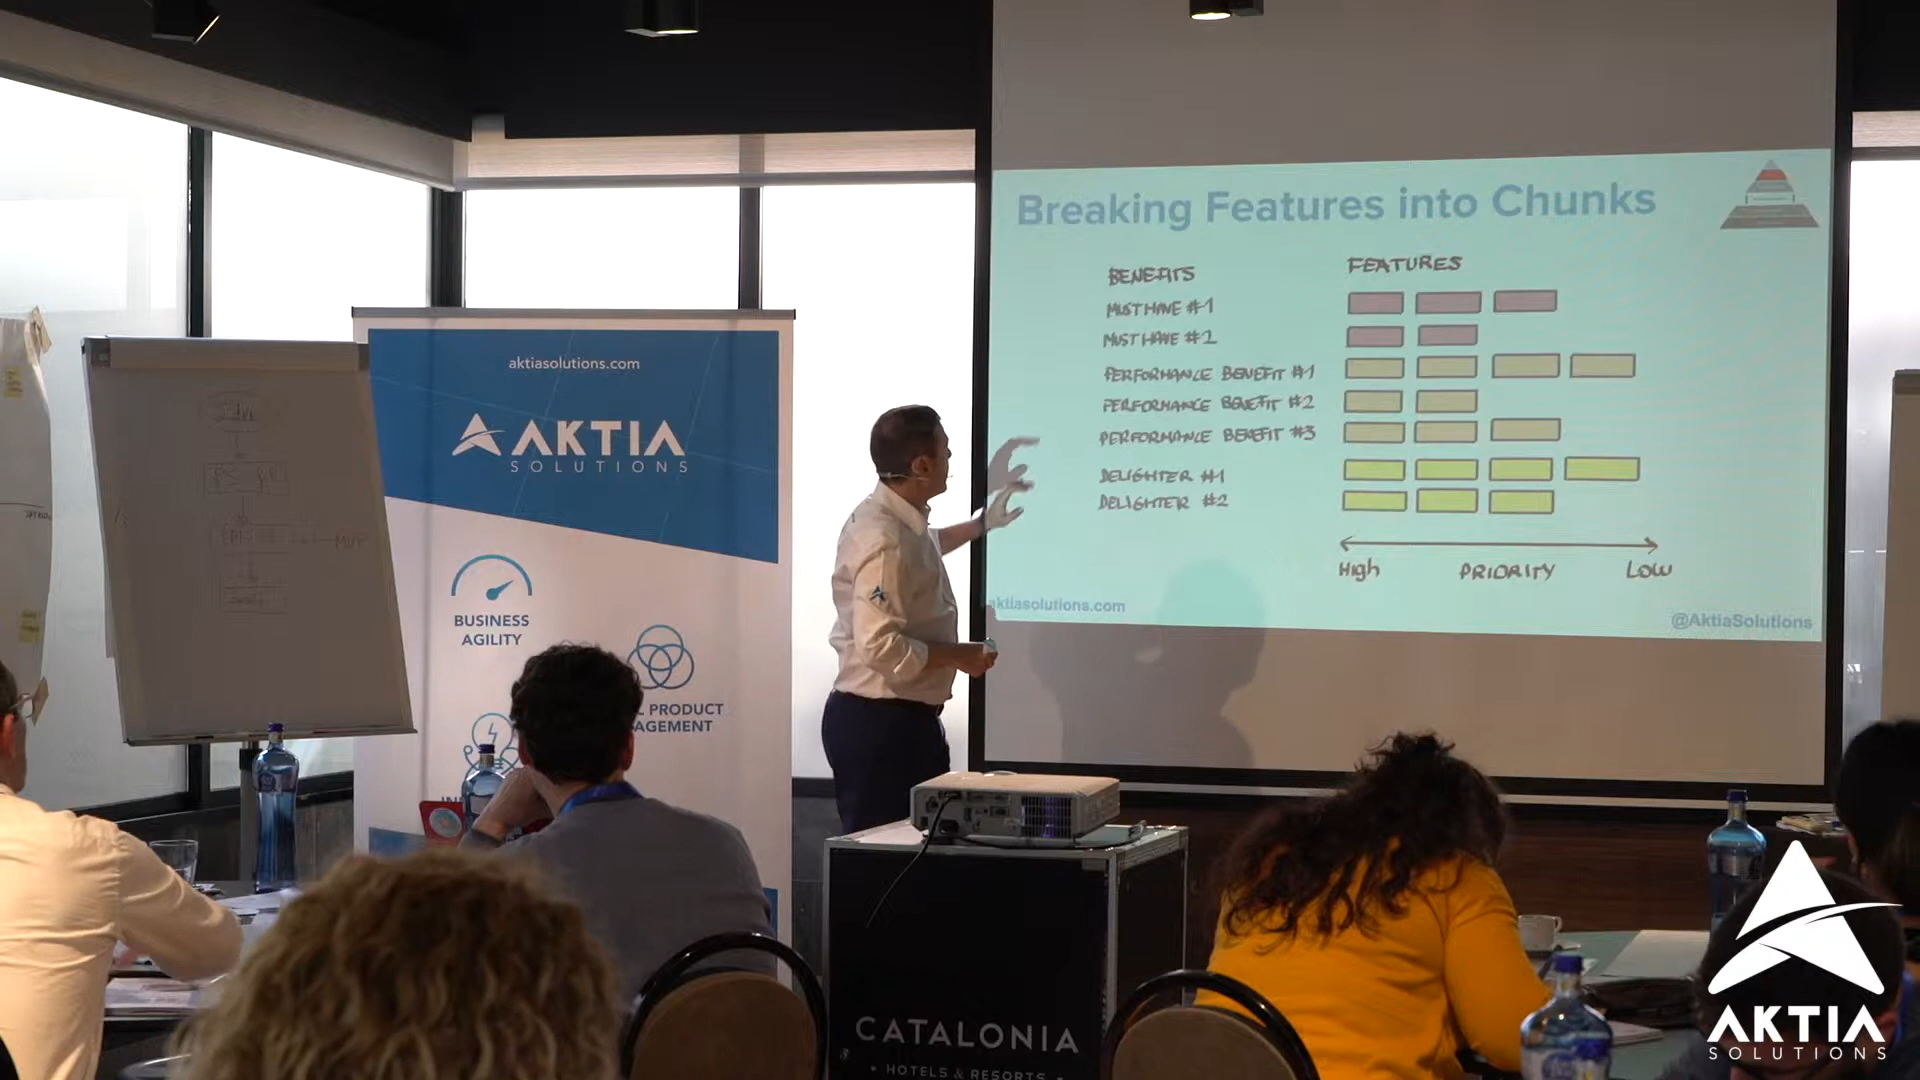 Breaking Features into Chunks
BENEFITS
FEATURES
MUST HAVE #1
MUST HAVE #2
PERFORMANCE BENEFIT #1
PERFORMANCE BENEFIT #2
PERFORMANCE BENEFIT #3
DELIGHTER #1
DELIGHTER #2
High PRIORITY LOW
aktiasolutions.com
@AktiaSolutions
aktiasolutions.com
AKTIA
SOLUTIONS
BUSINESS
AGILITY
PRODUCT
CATALONIA
• HOTELS & RESORTS •
AKTIA
SOLUTIONS